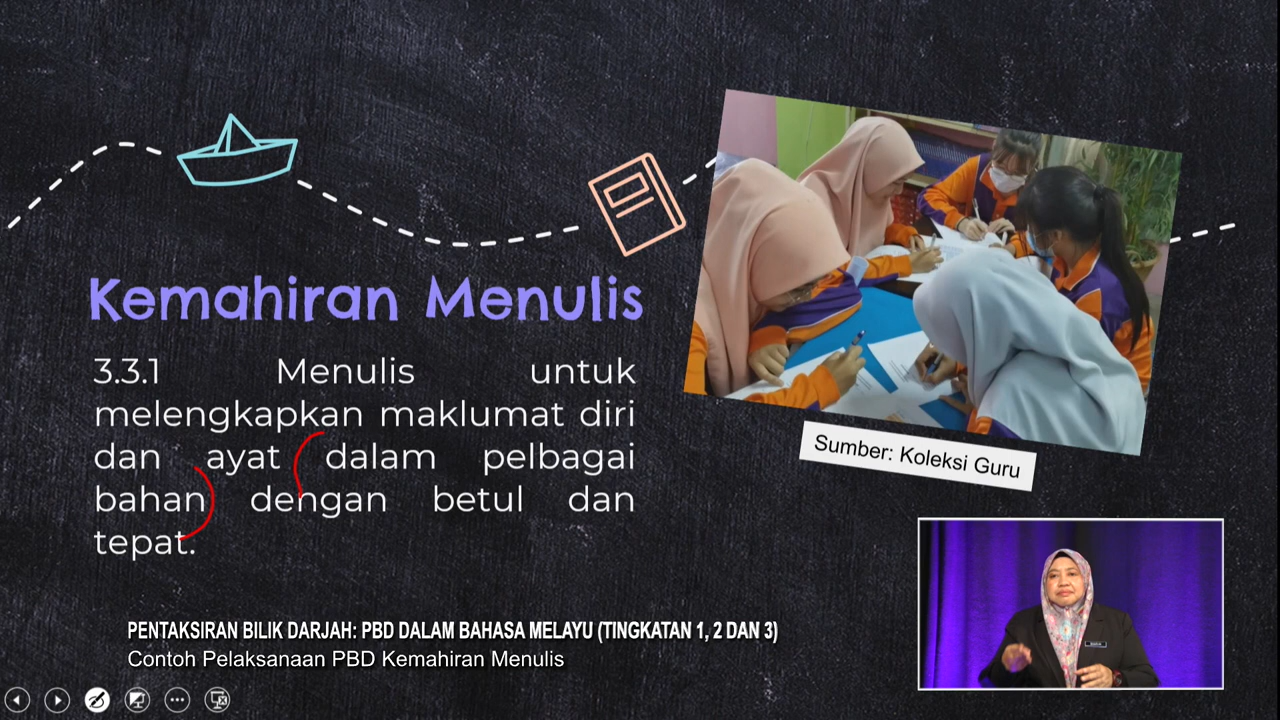 Kemahiran Menulis
3.3.1 Menulis untuk
melengkapkan maklumat diri
dan ayat dalam pelbagai
bahan dengan betul dan
tepat.
Sumber: Koleksi Guru
PENTAKSIRAN BILIK DARJAH: PBD DALAM BAHASA MELAYU (TINGKATAN 1, 2 DAN 3)
Contoh Pelaksanaan PBD Kemahiran Menulis